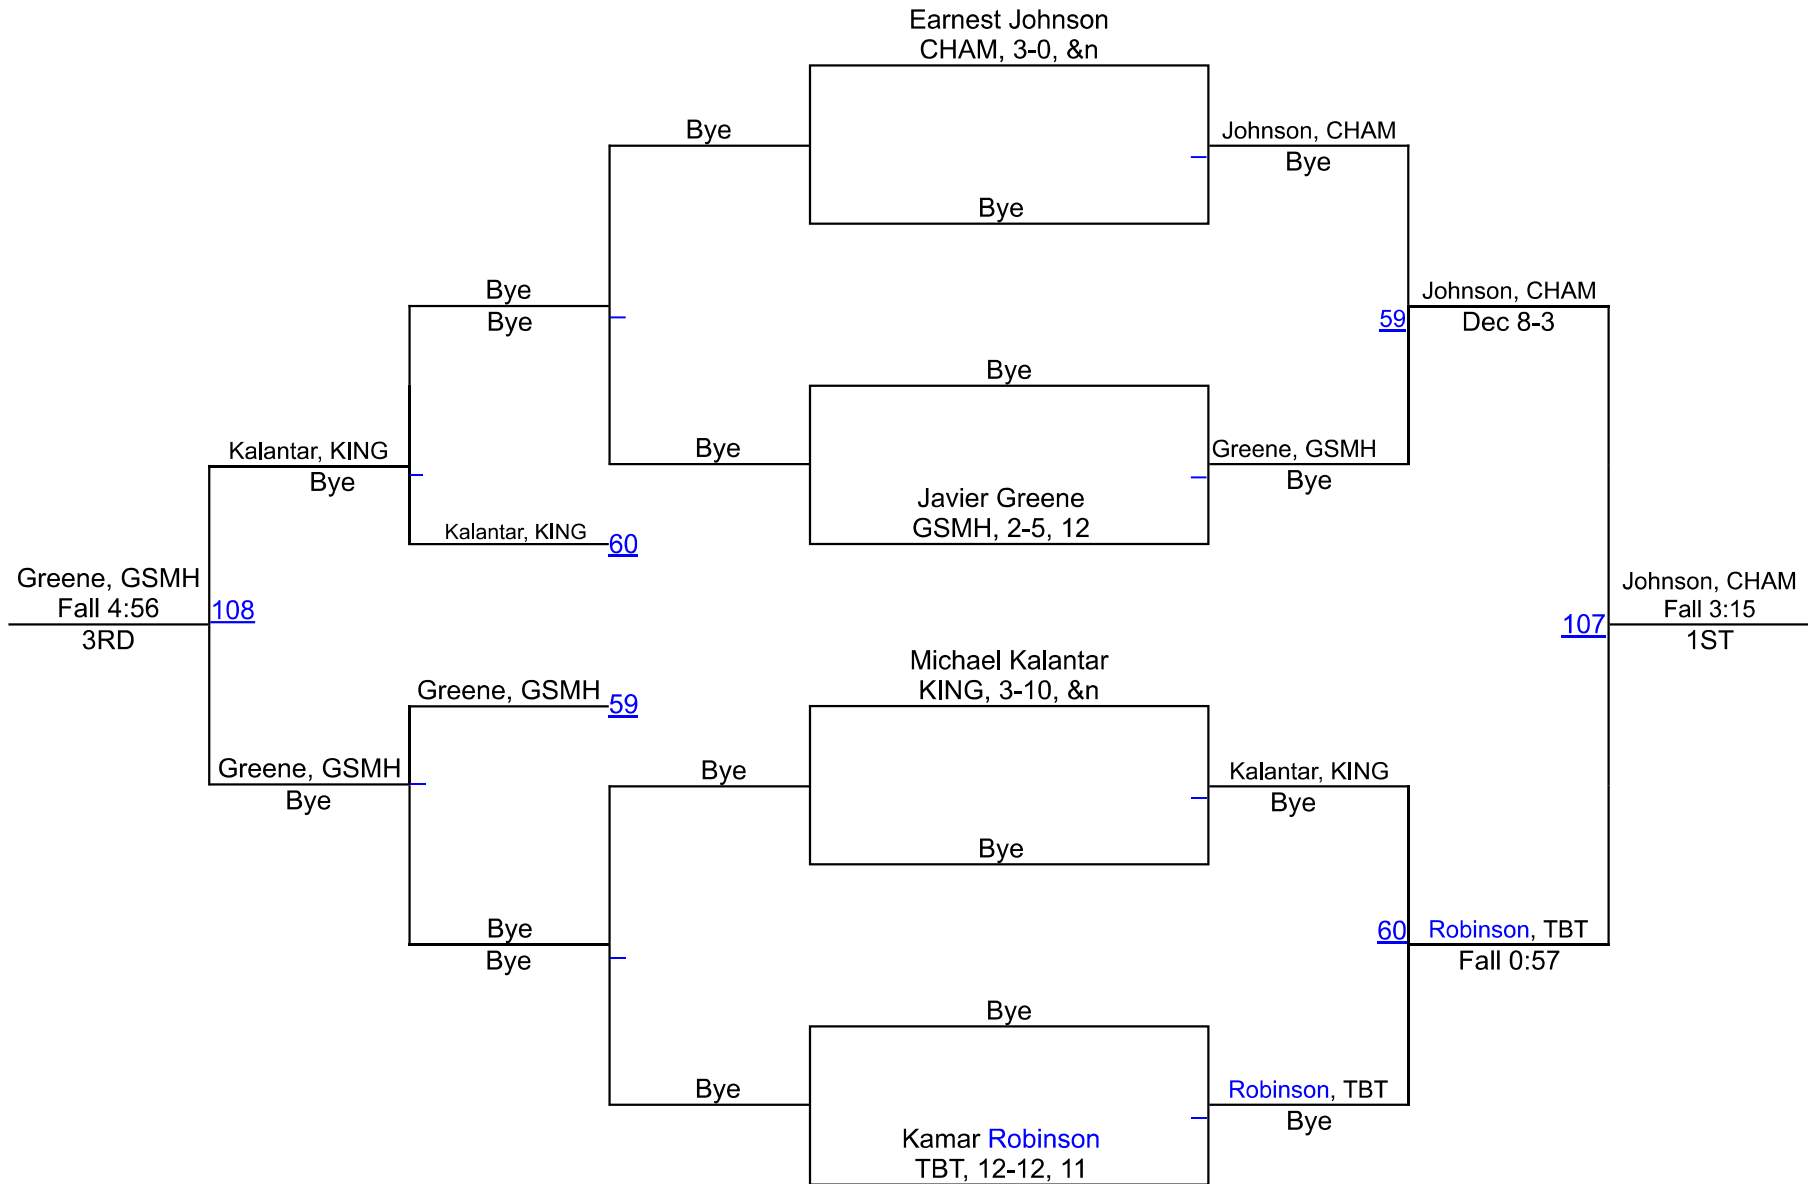 Earnest Johnson
CHAM, 3-0, &n
Bye
Johnson, CHAM
Bye
Bye
Bye
Bye
Johnson, CHAM
59
Dec 8-3
Bye
Bye
Greene, GSMH
Bye
Javier Greene
GSMH, 2-5, 12
Kalantar, KING
Bye
Kalantar, KING
60
Greene, GSMH
Fall 4:56
3RD
108
Johnson, CHAM
Fall 3:15
1ST
107
Michael Kalantar
KING, 3-10, &n
Greene, GSMH
59
Greene, GSMH
Bye
Bye
Kalantar, KING
Bye
Bye
Bye
Bye
60
Robinson, TBT
Fall 0:57
Bye
Bye
Robinson, TBT
Bye
Kamar Robinson
TBT, 12-12, 11